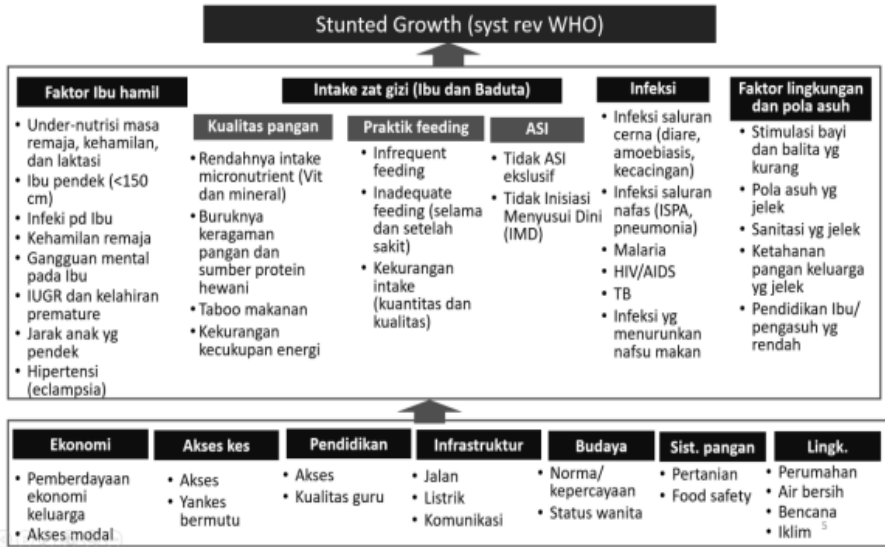 Stunted Growth (syst rev WHO)
Faktor Ibu hamil
• Under-nutrisi masa
remaja, kehamilan,
dan laktasi
• Ibu pendek (<150
cm)
• Infeki pd Ibu
• Kehamilan remaja
• Gangguan mental
pada Ibu
• IUGR dan kelahiran
premature
• Jarak anak yg
pendek
• Hipertensi
(eclampsia)
Intake zat gizi (Ibu dan Baduta)
Kualitas pangan
• Rendahnya intake
micronutrient (Vit
dan mineral)
• Buruknya
keragaman
pangan dan
sumber protein
hewani
• Taboo makanan
• Kekurangan
kecukupan energi
Praktik feeding
• Infrequent
feeding
• Inadequate
feeding (selama
dan setelah
sakit)
• Kekurangan
intake
(kuantitas dan
kualitas)
ASI
• Tidak ASI
ekslusif
• Tidak Inisiasi
Menyusui Dini
(IMD)
Infeksi
• Infeksi saluran
cerna (diare,
amoebiasis,
kecacingan)
• Infeksi saluran
nafas (ISPA,
pneumonia)
• Malaria
• HIV/AIDS
• TB
• Infeksi yg
menurunkan
nafsu makan
Faktor lingkungan
dan pola asuh
• Stimulasi bayi
dan balita yg
kurang
• Pola asuh yg
jelek
• Sanitasi yg jelek
• Ketahanan
pangan keluarga
yg jelek
• Pendidikan Ibu/
pengasuh yg
rendah
Ekonomi
• Pemberdayaan
ekonomi
keluarga
• Akses modal
Akses kes
• Akses
• Yankes
bermutu
Pendidikan
• Akses
• Kualitas guru
Infrastruktur
• Jalan
• Listrik
• Komunikasi
Budaya
• Norma/
kepercayaan
• Status wanita
Sist. pangan
• Pertanian
• Food safety
Lingk.
• Perumahan
• Air bersih
• Bencana
• Iklim
5